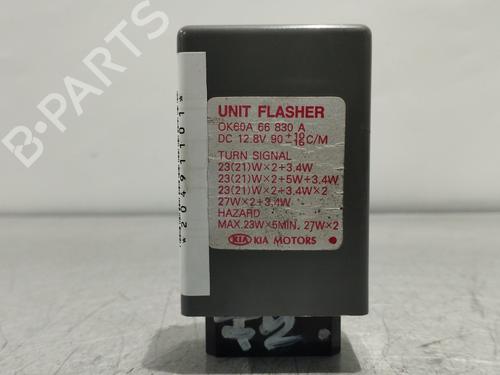 UNIT FLASHER
OK60A 66 830 A
DC 12.8V 90 +10 -15 C/M
TURN SIGNAL
23(21)W×2+3.4W
23(21)W×2+5W+3.4W
23(21)W×2+3.4W×2
27W×2+3.4W
HAZARD
MAX.23W×5MIN. 27W×2
KIA KIA MOTORS
B-PARTS